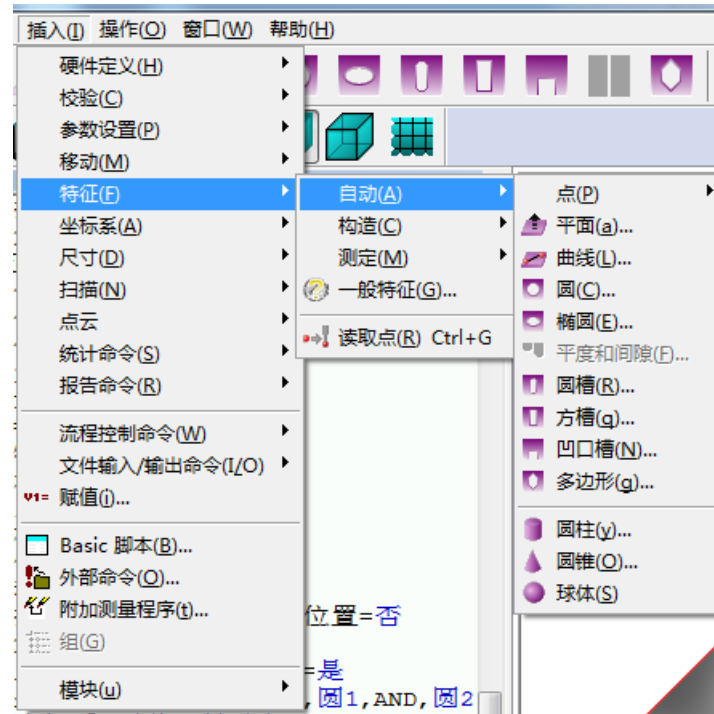 插入(I) 操作(O) 窗口(W) 帮助(H)
硬件定义(H)
校验(C)
参数设置(P)
移动(M)
特征(F)
坐标系(A)
尺寸(D)
扫描(N)
点云
统计命令(S)
报告命令(R)
流程控制命令(W)
文件输入/输出命令(I/O)
V1= 赋值(i)...
Basic 脚本(B)...
外部命令(O)...
附加测量程序(t)...
组(G)
模块(u)
自动(A)
构造(C)
测定(M)
一般特征(G)...
读取点(R) Ctrl+G
点(P)
平面(a)...
曲线(L)...
圆(C)...
椭圆(E)...
平度和间隙(F)...
圆槽(R)...
方槽(q)...
凹口槽(N)...
多边形(g)...
圆柱(y)...
圆锥(O)...
球体(S)
位置=否
=是
,圆1,AND,圆2